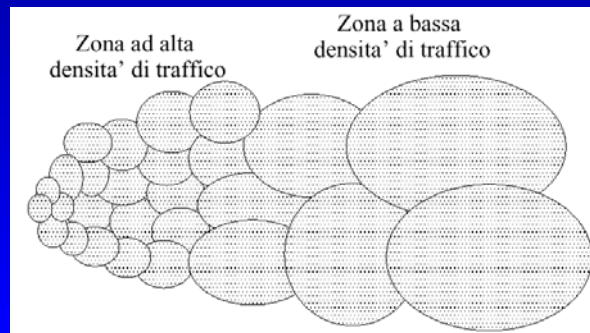 Zona ad alta
densita' di traffico
Zona a bassa
densita' di traffico